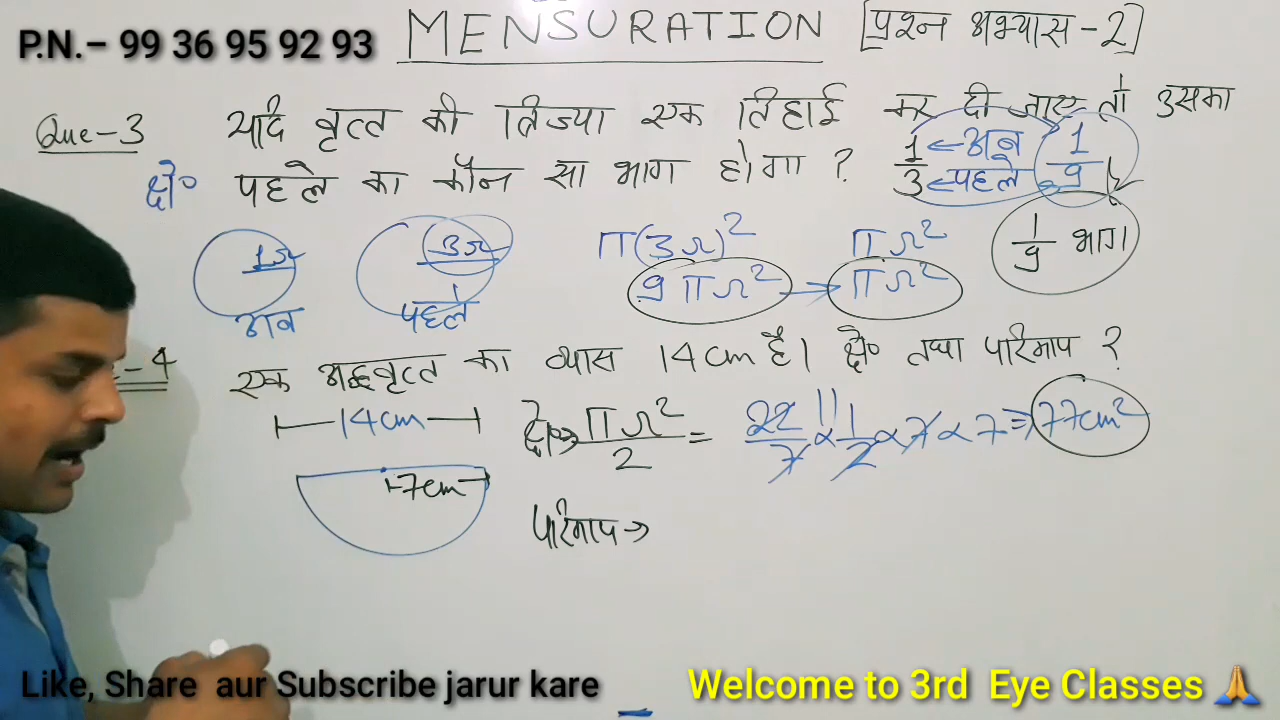 P.N.– 99 36 95 92 93
MENSURATION [प्रश्न अभ्यास -2]
Que-3 यदि वृत्त की त्रिज्या एक तिहाई कर दी जाए तो उसका
क्षे० पहले का कौन सा भाग होगा ? 1/3 ←अब ←पहले 1/9
1r 3r π(3r)² πr² 1/9 भाग।
अब पहले 9πr² → πr²
-4 एक अर्द्धवृत्त का व्यास 14cm है। क्षे० तथा परिमाप ?
14cm क्षे०⇒ πr²/2 = 22/7 × 1/2 × 7 × 7 ⇒ 77cm²
11
7cm
परिमाप →
Like, Share aur Subscribe jarur kare
Welcome to 3rd Eye Classes 🙏